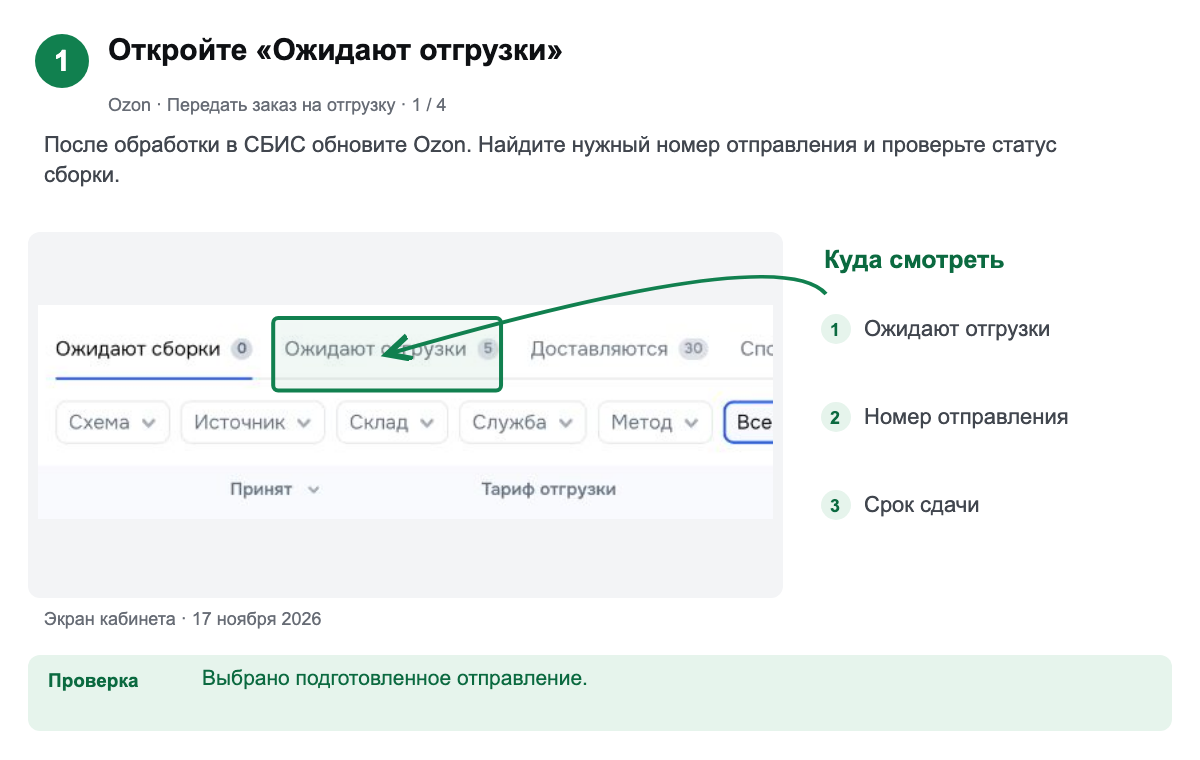 1
Откройте «Ожидают отгрузки»
Ozon · Передать заказ на отгрузку · 1 / 4
После обработки в СБИС обновите Ozon. Найдите нужный номер отправления и проверьте статус
сборки.
Куда смотреть
1 Ожидают отгрузки
2 Номер отправления
3 Срок сдачи
Ожидают сборки 0 Ожидают отгрузки 5 Доставляются 30 Спо
Схема Источник Склад Служба Метод Все
Принят Тариф отгрузки
Экран кабинета · 17 ноября 2026
Проверка Выбрано подготовленное отправление.